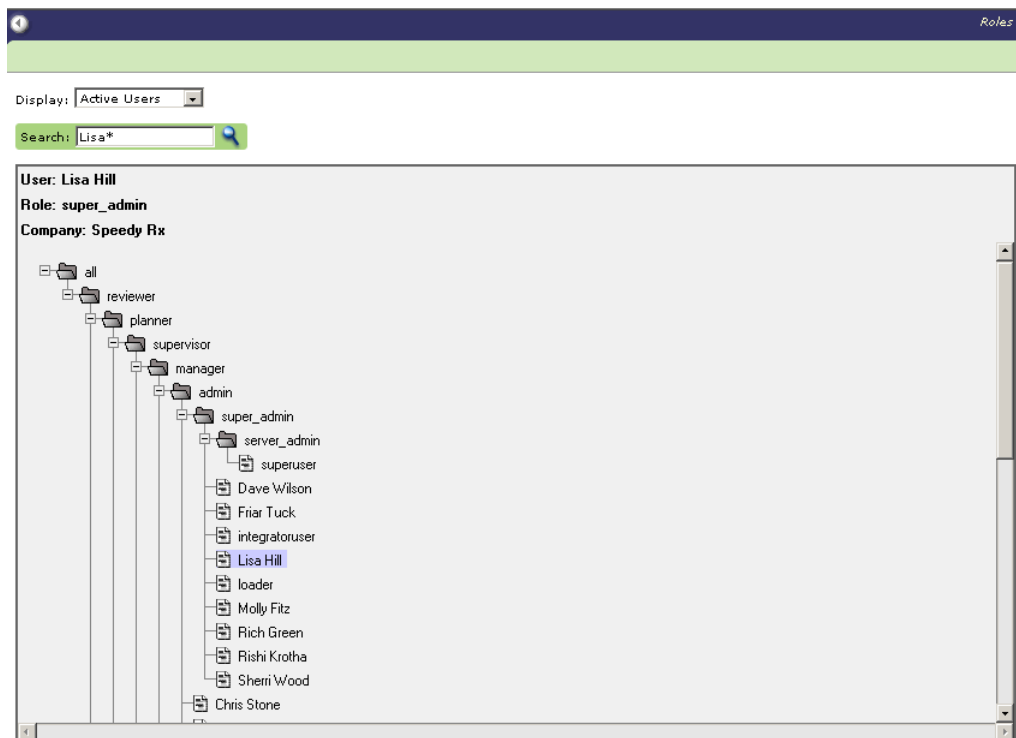 Roles
Display: Active Users
Search: Lisa*
User: Lisa Hill
Role: super_admin
Company: Speedy Rx
all
reviewer
planner
supervisor
manager
admin
super_admin
server_admin
superuser
Dave Wilson
Friar Tuck
integratoruser
Lisa Hill
loader
Molly Fitz
Rich Green
Rishi Krotha
Sherri Wood
Chris Stone